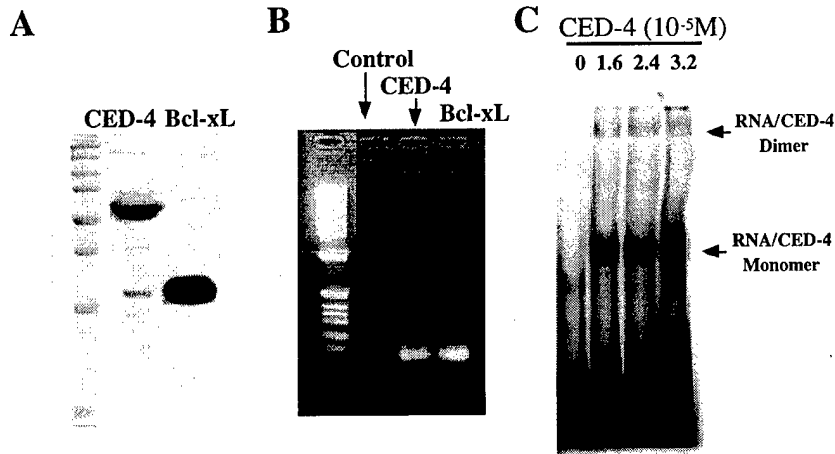 A
CED-4 Bcl-xL
B
Control
CED-4
Bcl-xL
C
CED-4 (10⁻⁵M)
0 1.6 2.4 3.2
RNA/CED-4
Dimer
RNA/CED-4
Monomer